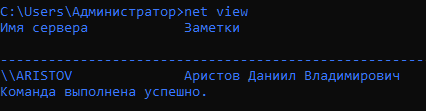 C:\Users\Администратор>net view
Имя сервера Заметки
-----------------------------------------------------
\\ARISTOV Аристов Даниил Владимирович
Команда выполнена успешно.